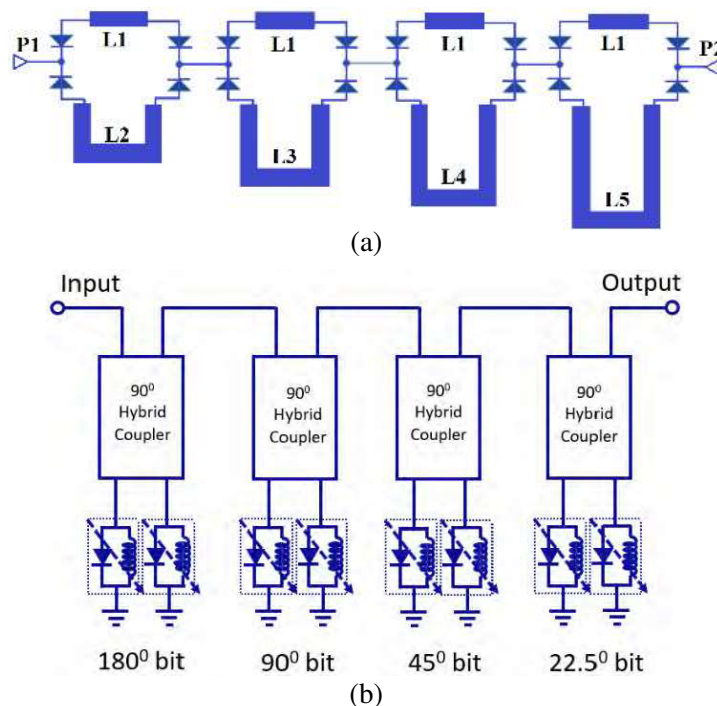 P1 L1 L1 L1 L1 P2
L2 L3 L4 L5
(a)
Input Output
90⁰ Hybrid Coupler
90⁰ Hybrid Coupler
90⁰ Hybrid Coupler
90⁰ Hybrid Coupler
180⁰ bit 90⁰ bit 45⁰ bit 22.5⁰ bit
(b)